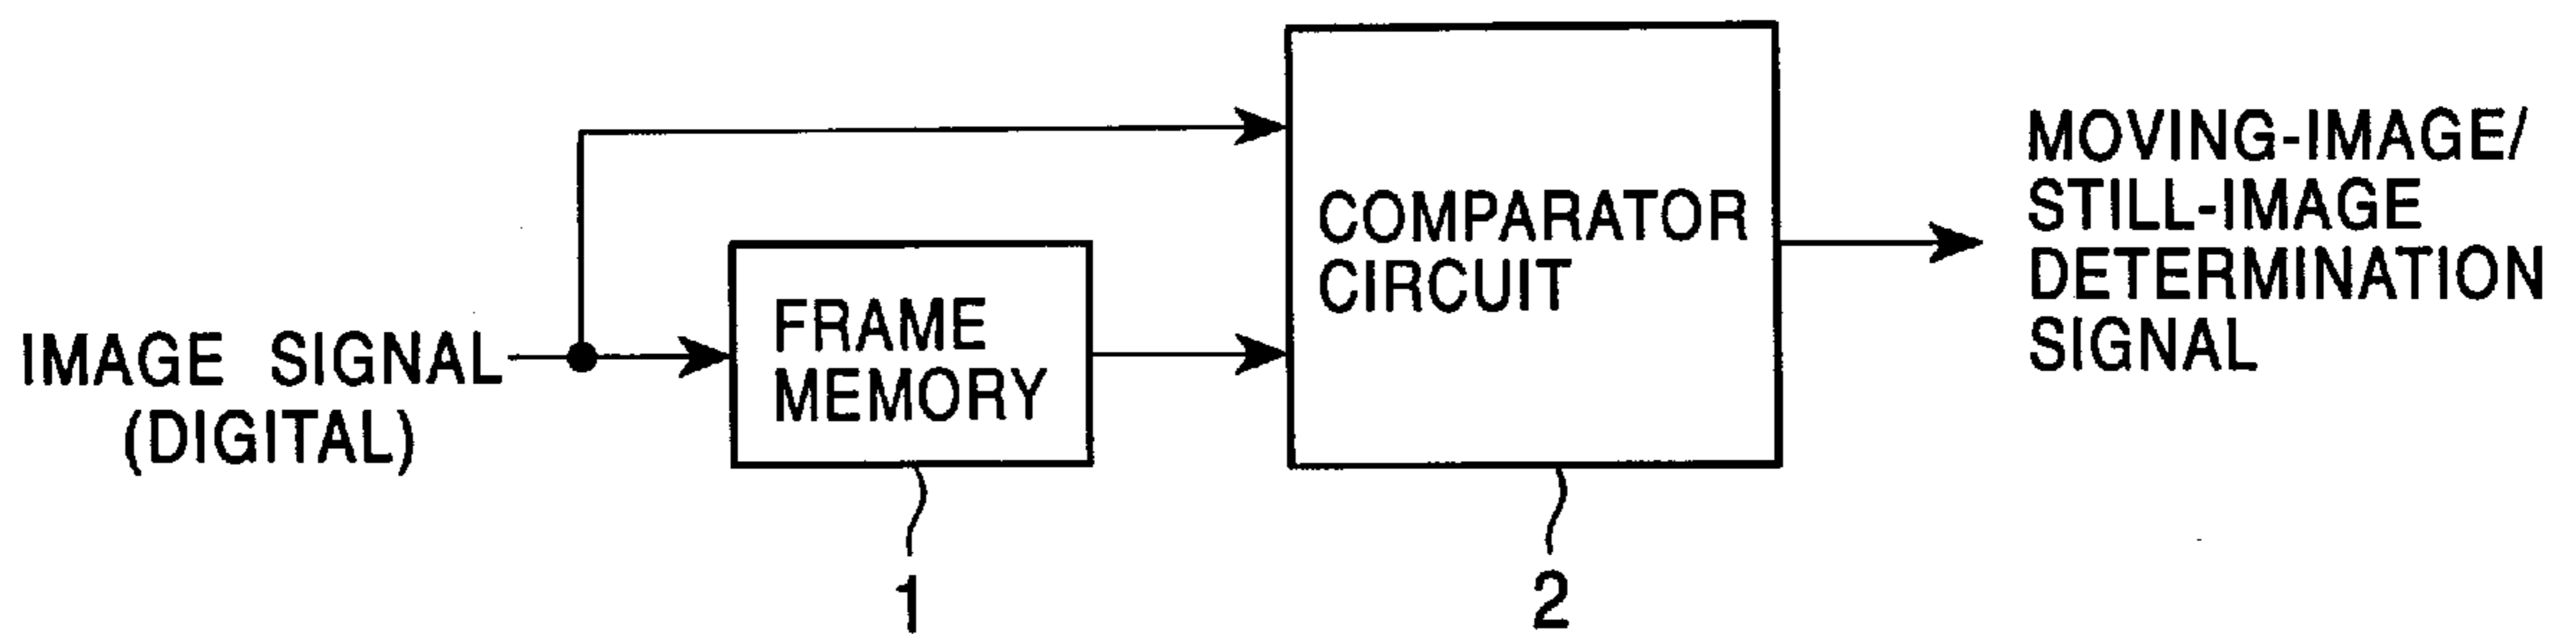 IMAGE SIGNAL
(DIGITAL)
FRAME
MEMORY
1
COMPARATOR
CIRCUIT
2
MOVING-IMAGE/
STILL-IMAGE
DETERMINATION
SIGNAL